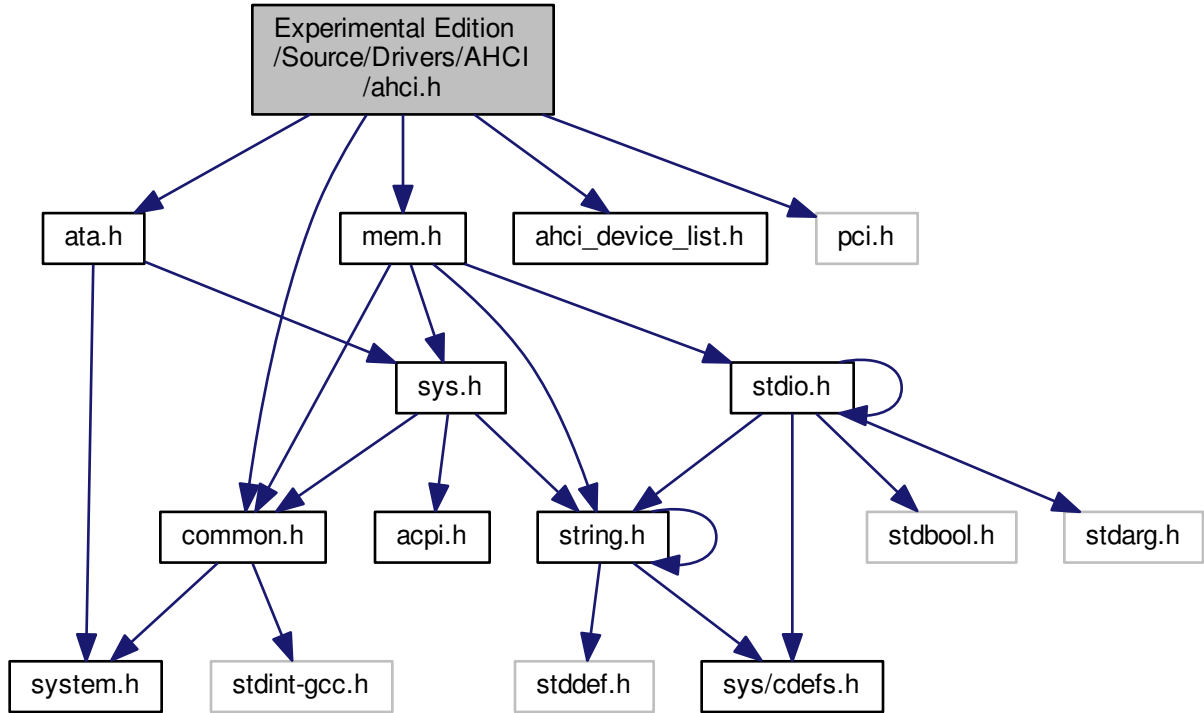 Experimental Edition
/Source/Drivers/AHCI
/ahci.h
ata.h
mem.h
ahci_device_list.h
pci.h
sys.h
stdio.h
common.h
acpi.h
string.h
stdbool.h
stdarg.h
system.h
stdint-gcc.h
stddef.h
sys/cdefs.h